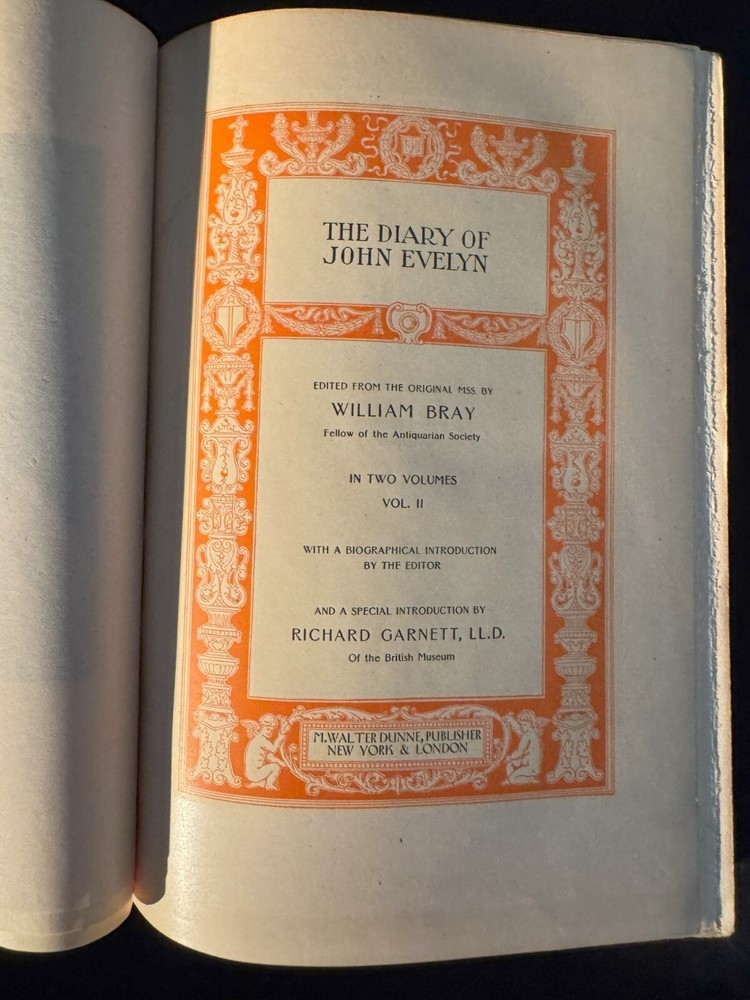 THE DIARY OF
JOHN EVELYN
EDITED FROM THE ORIGINAL MSS. BY
WILLIAM BRAY
Fellow of the Antiquarian Society
IN TWO VOLUMES
VOL. II
WITH A BIOGRAPHICAL INTRODUCTION
BY THE EDITOR
AND A SPECIAL INTRODUCTION BY
RICHARD GARNETT, LL.D.
Of the British Museum
M. WALTER DUNNE, PUBLISHER
NEW YORK & LONDON